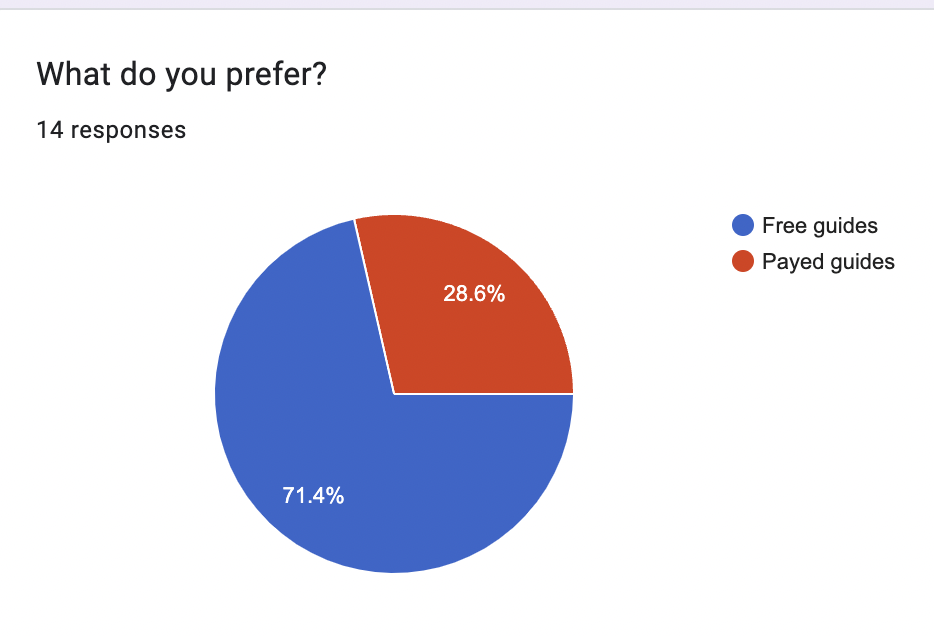 What do you prefer?
14 responses
Free guides
Payed guides
28.6%
71.4%